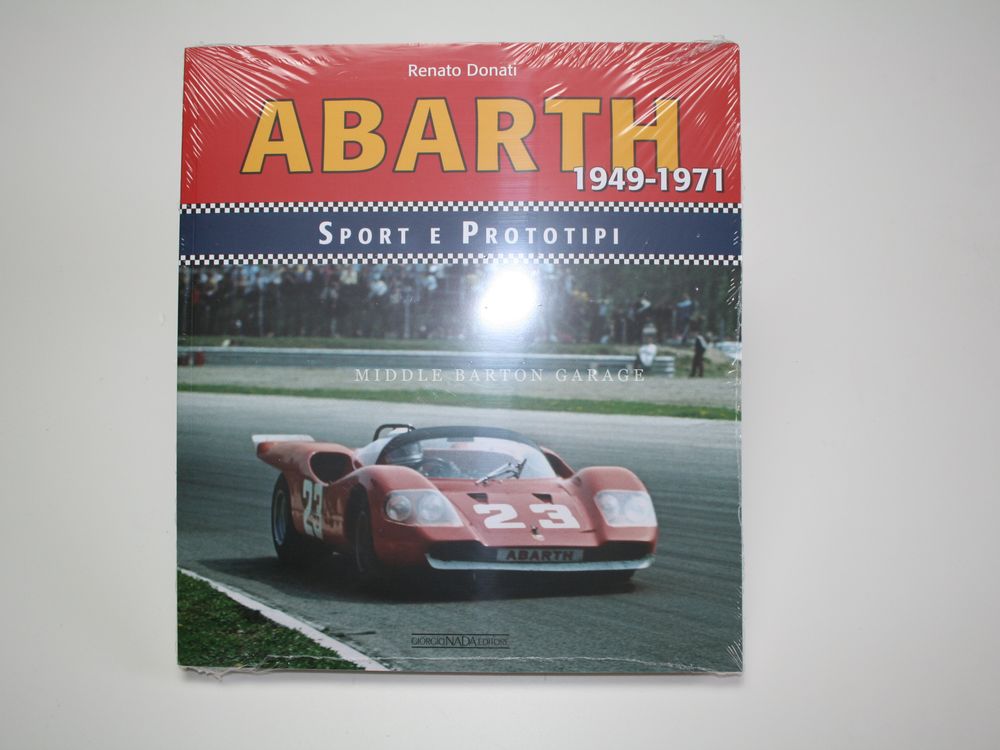 Renato Donati
ABARTH
1949-1971
SPORT E PROTOTIPI
MIDDLE BARTON GARAGE
23
23
ABARTH
GIORGIO NADA EDITORE